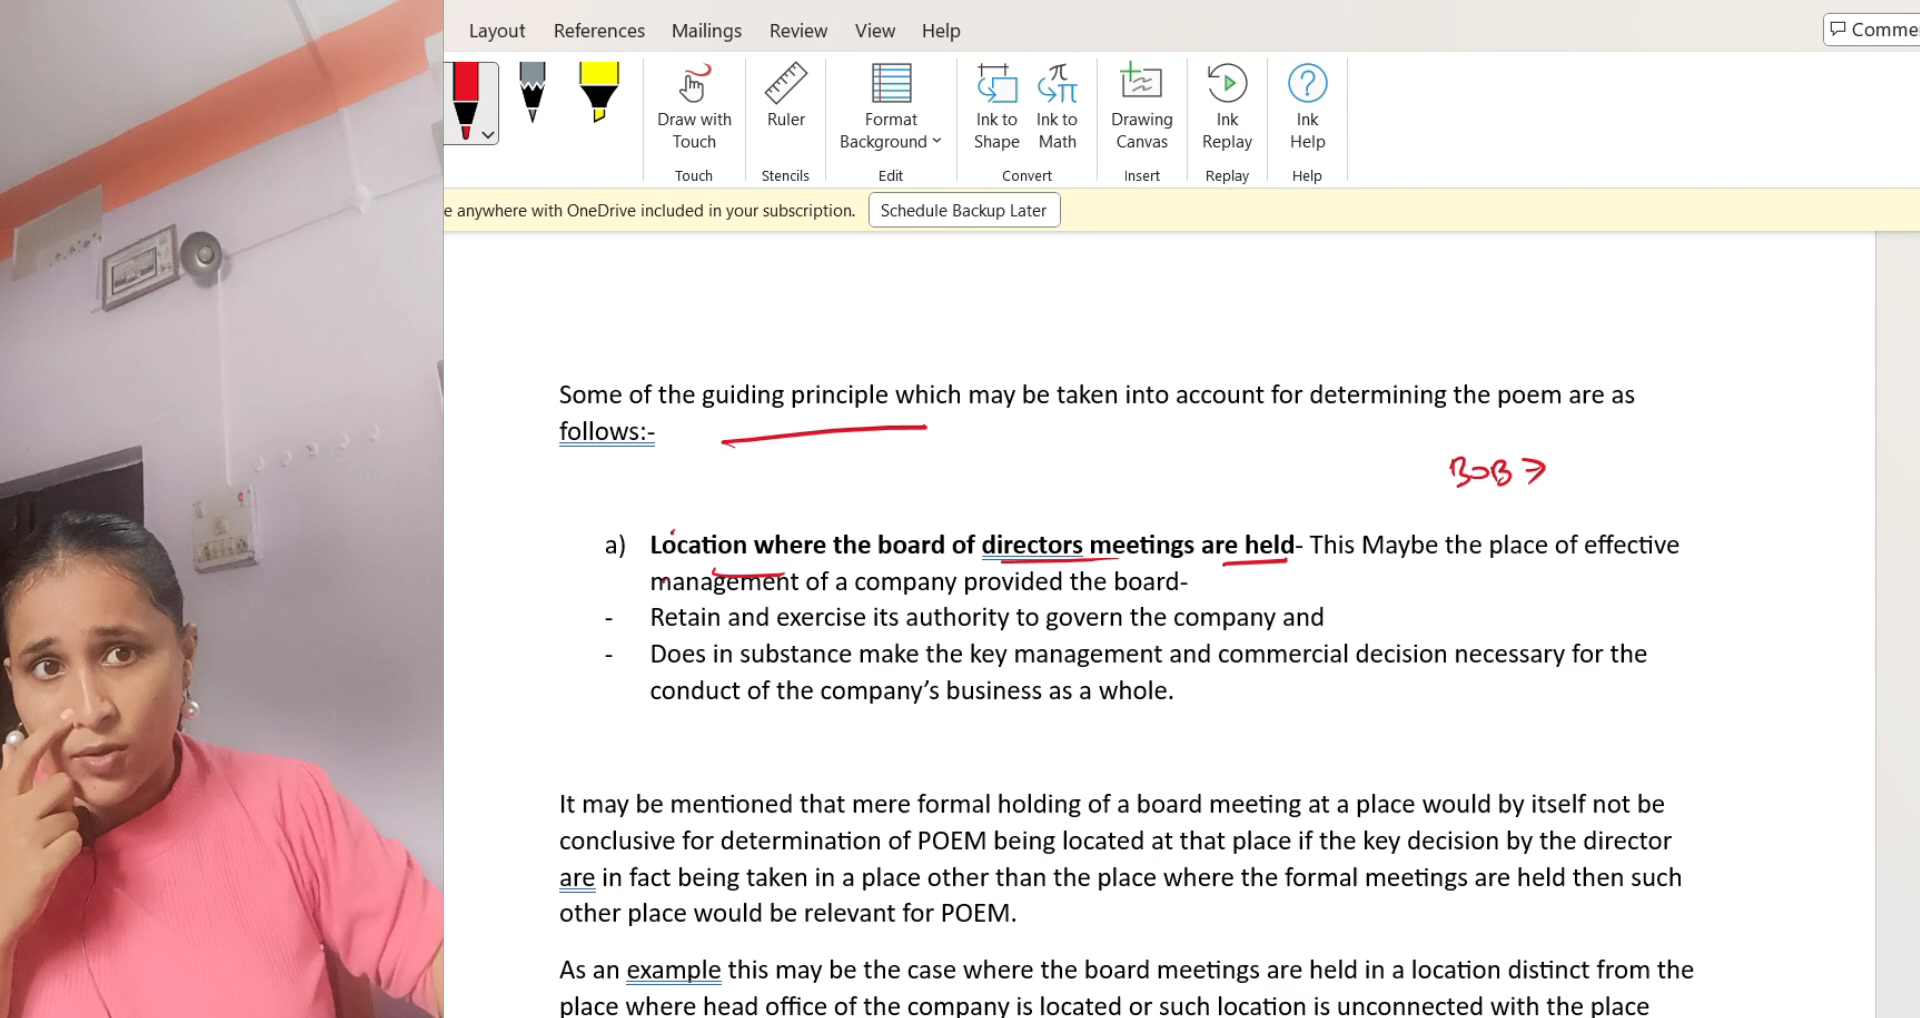 Layout References Mailings Review View Help
Comme
Draw with Touch
Ruler
Format Background
Ink to Shape
Ink to Math
Drawing Canvas
Ink Replay
Ink Help
Touch Stencils Edit Convert Insert Replay Help
e anywhere with OneDrive included in your subscription. Schedule Backup Later
Some of the guiding principle which may be taken into account for determining the poem are as
follows:-
BOB →
a) Location where the board of directors meetings are held- This Maybe the place of effective
management of a company provided the board-
- Retain and exercise its authority to govern the company and
- Does in substance make the key management and commercial decision necessary for the
conduct of the company’s business as a whole.
It may be mentioned that mere formal holding of a board meeting at a place would by itself not be
conclusive for determination of POEM being located at that place if the key decision by the director
are in fact being taken in a place other than the place where the formal meetings are held then such
other place would be relevant for POEM.
As an example this may be the case where the board meetings are held in a location distinct from the
place where head office of the company is located or such location is unconnected with the place